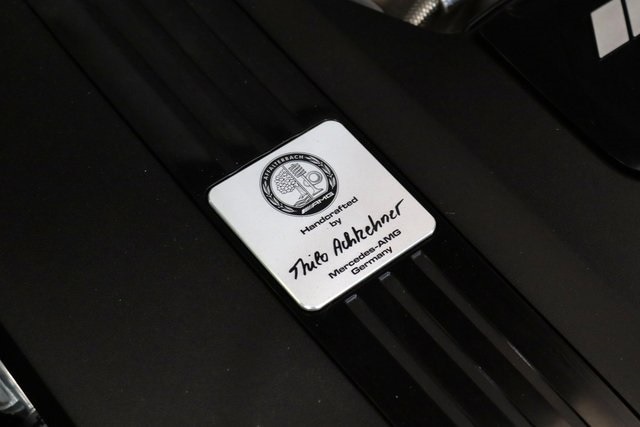 AFFALTERBACH
AMG
Handcrafted
by
Thilo Achtzehner
Mercedes-AMG
Germany